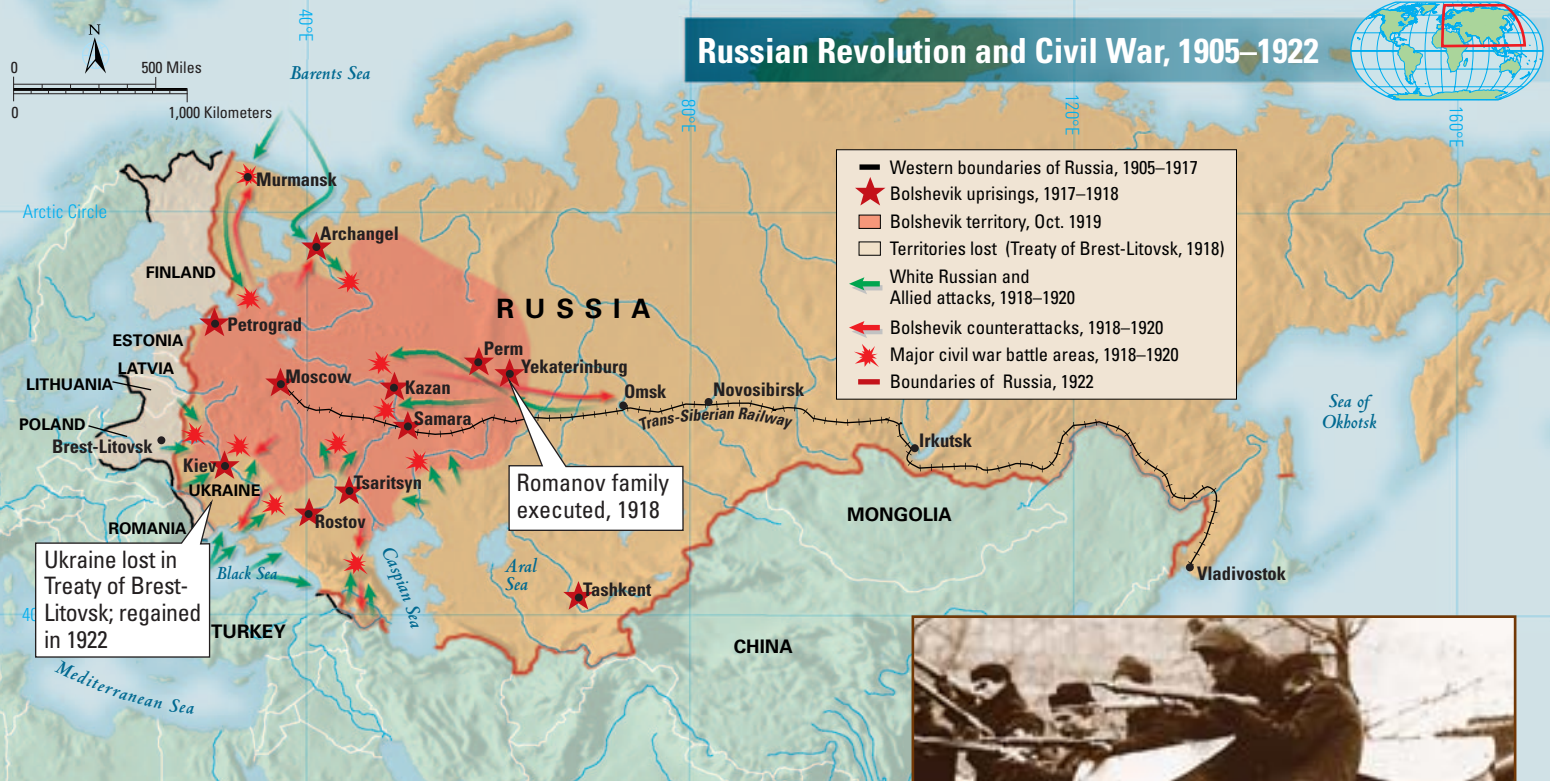 Russian Revolution and Civil War, 1905–1922
N
0 500 Miles
0 1,000 Kilometers
40°E
80°E
120°E
160°E
Barents Sea
Arctic Circle
Western boundaries of Russia, 1905–1917
Bolshevik uprisings, 1917–1918
Bolshevik territory, Oct. 1919
Territories lost (Treaty of Brest-Litovsk, 1918)
White Russian and
Allied attacks, 1918–1920
Bolshevik counterattacks, 1918–1920
Major civil war battle areas, 1918–1920
Boundaries of Russia, 1922
Murmansk
Archangel
FINLAND
RUSSIA
Petrograd
ESTONIA
LATVIA
LITHUANIA
Moscow
Perm
Yekaterinburg
Kazan
Omsk
Novosibirsk
Trans-Siberian Railway
Samara
POLAND
Brest-Litovsk
Kiev
UKRAINE
Tsaritsyn
Rostov
ROMANIA
Irkutsk
Sea of
Okhotsk
Romanov family
executed, 1918
MONGOLIA
Ukraine lost in
Treaty of Brest-
Litovsk; regained
in 1922
Black Sea
Caspian Sea
Aral
Sea
Tashkent
Vladivostok
40
TURKEY
CHINA
Mediterranean Sea